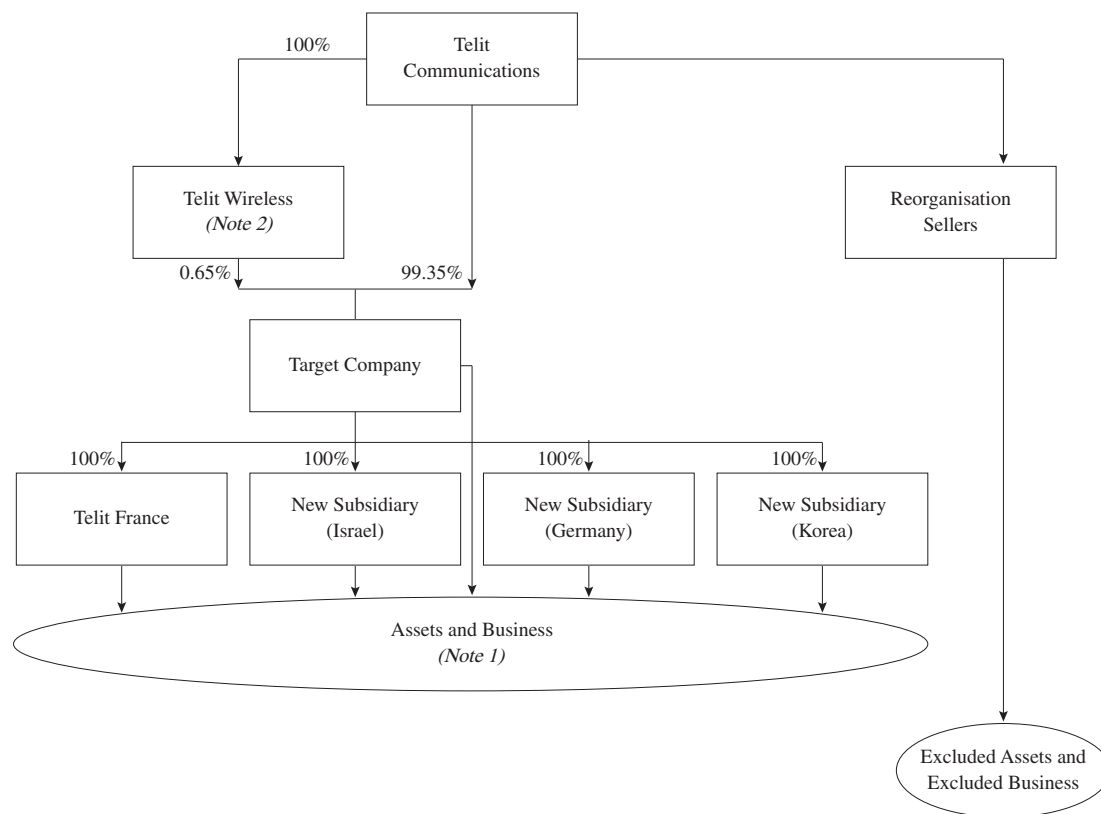 Telit
Communications
100%
Telit Wireless
(Note 2)
Reorganisation
Sellers
0.65%
99.35%
Target Company
100%
100%
100%
100%
Telit France
New Subsidiary
(Israel)
New Subsidiary
(Germany)
New Subsidiary
(Korea)
Assets and Business
(Note 1)
Excluded Assets and
Excluded Business